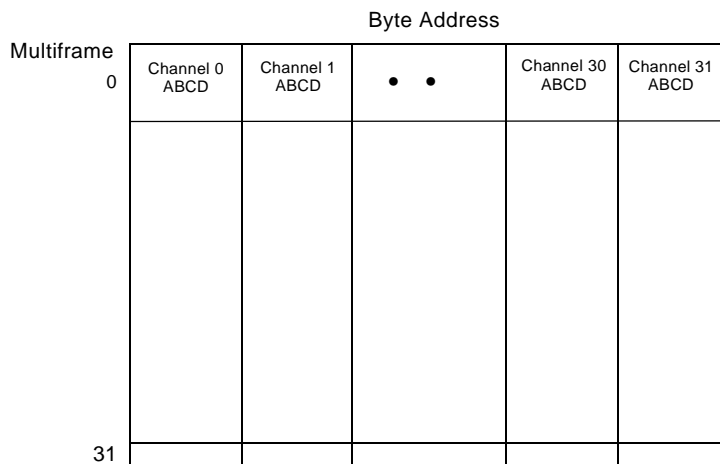 Byte Address
Multiframe
0
Channel 0
ABCD
Channel 1
ABCD
• •
Channel 30
ABCD
Channel 31
ABCD
31